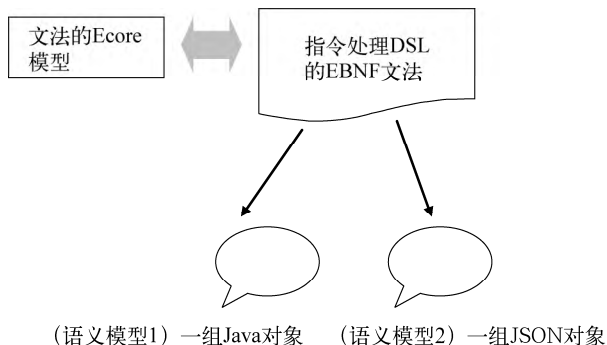 文法的Ecore
模型
指令处理DSL
的EBNF文法
（语义模型1）一组Java对象
（语义模型2）一组JSON对象